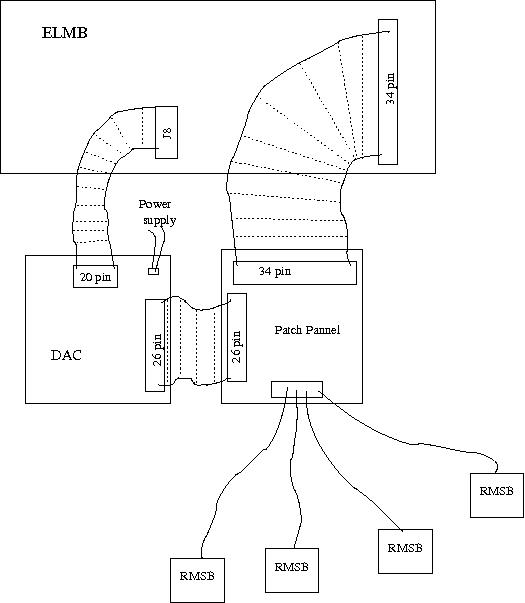 ELMB
34 pin
J8
Power
supply
20 pin
34 pin
DAC
26 pin
26 pin
Patch Pannel
RMSB
RMSB
RMSB
RMSB